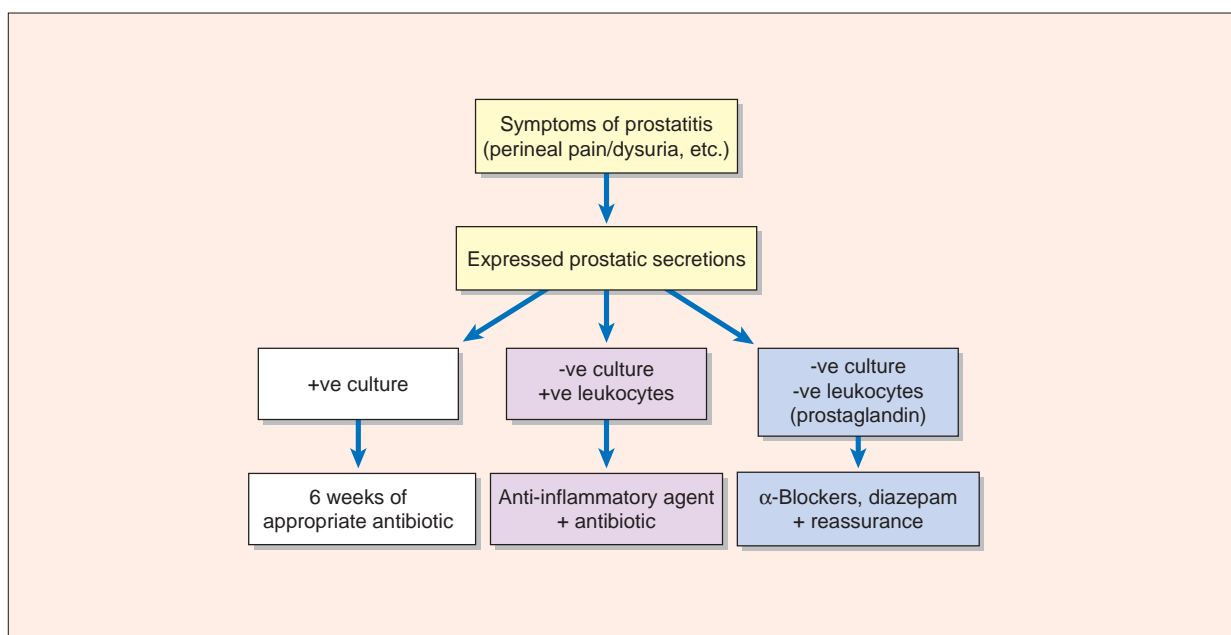 Symptoms of prostatitis
(perineal pain/dysuria, etc.)
Expressed prostatic secretions
+ve culture
-ve culture
+ve leukocytes
-ve culture
-ve leukocytes
(prostaglandin)
6 weeks of
appropriate antibiotic
Anti-inflammatory agent
+ antibiotic
α-Blockers, diazepam
+ reassurance